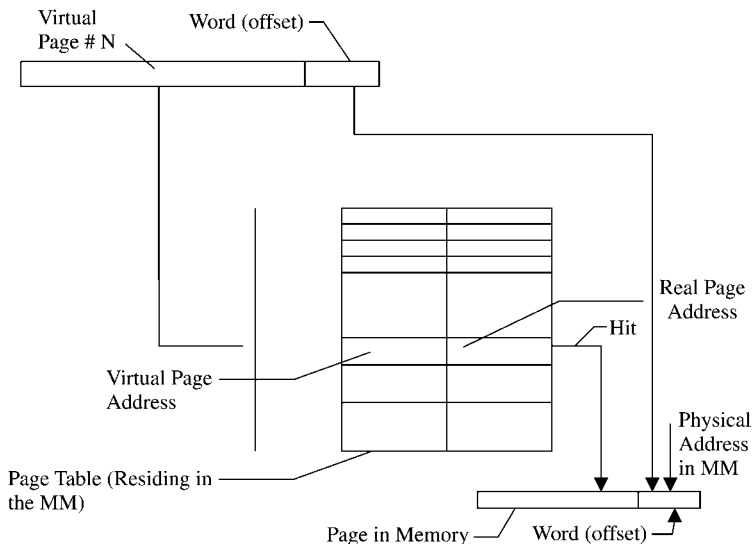 Virtual
Page # N
Word (offset)
Real Page
Address
Hit
Virtual Page
Address
Physical
Address
in MM
Page Table (Residing in
the MM)
Page in Memory
Word (offset)